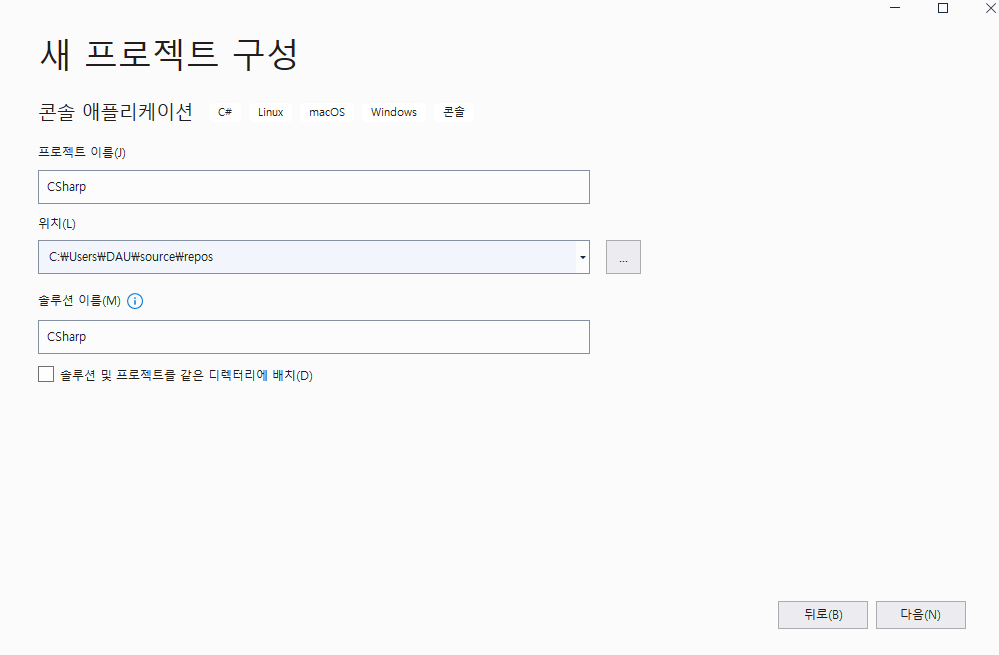 새 프로젝트 구성
콘솔 애플리케이션 C# Linux macOS Windows 콘솔
프로젝트 이름(J)
CSharp
위치(L)
C:₩Users₩DAU₩source₩repos
...
솔루션 이름(M)
CSharp
솔루션 및 프로젝트를 같은 디렉터리에 배치(D)
뒤로(B) 다음(N)